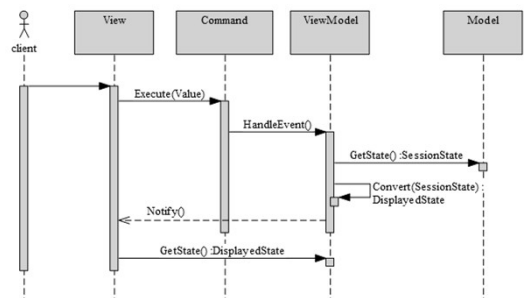 View
Command
ViewModel
Model
client
Execute(Value)
HandleEvent()
GetState() :SessionState
Convert(SessionState) :
DisplayedState
Notify()
GetState() :DisplayedState